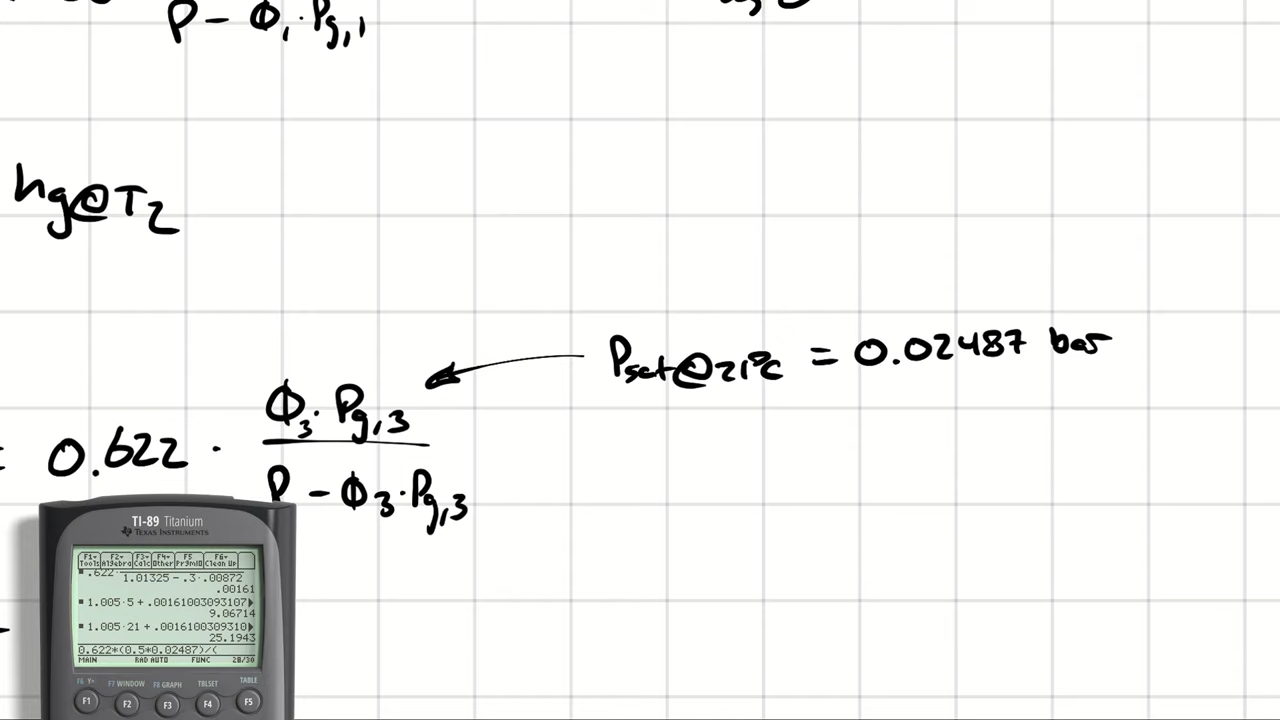 P - ϕ₁·Pg,1
hg@T2
Psat@21°C = 0.02487 bar
ϕ3·Pg,3
= 0.622 ·
P - ϕ3·Pg,3
TI-89 Titanium
TEXAS INSTRUMENTS
F1 F2 F3 F4 F5 F6
Tools Algebra Calc Other PrgmIO Clean Up
.622·
1.01325-.3·.00872
.00161
1.005·5+.00161003093107
9.06714
1.005·21+.0016100309310
25.1943
0.622*(0.5*0.02487)/(
MAIN RAD AUTO FUNC 28/30
F6 Y= F7 WINDOW F8 GRAPH TBLSET TABLE
F1 F2 F3 F4 F5